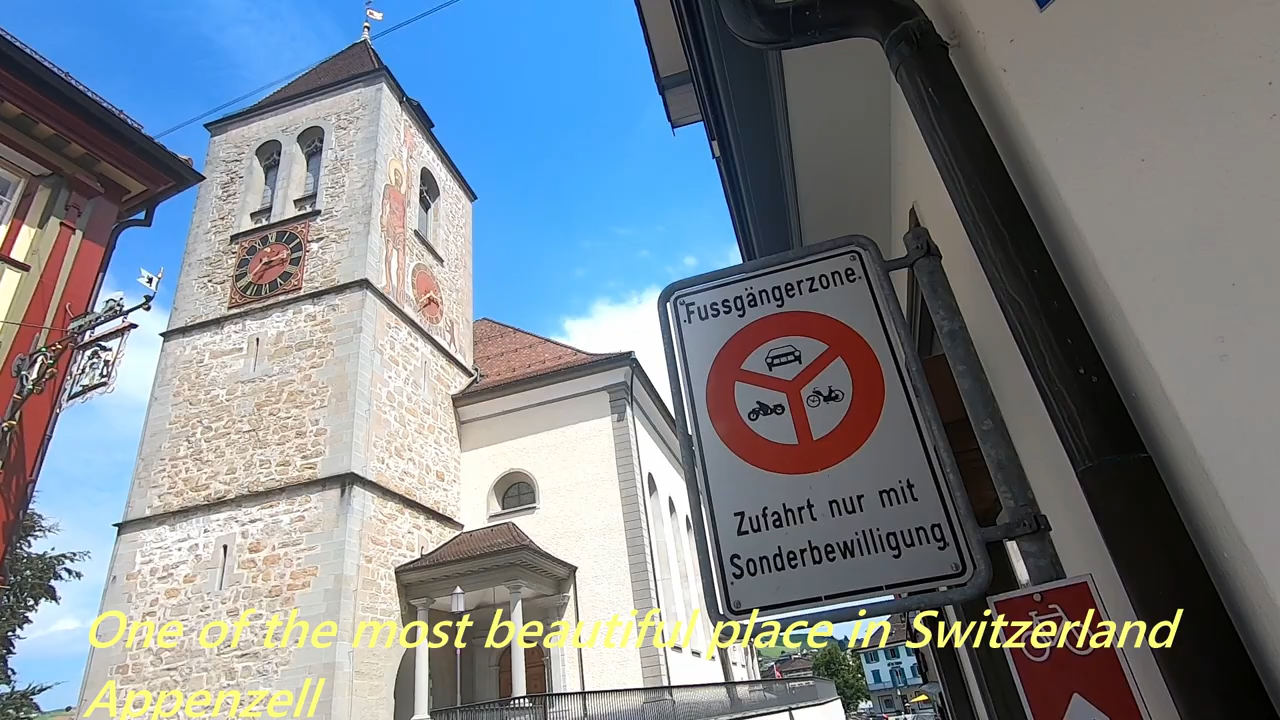 Fussgängerzone
Zufahrt nur mit
Sonderbewilligung
One of the most beautiful place in Switzerland
Appenzell